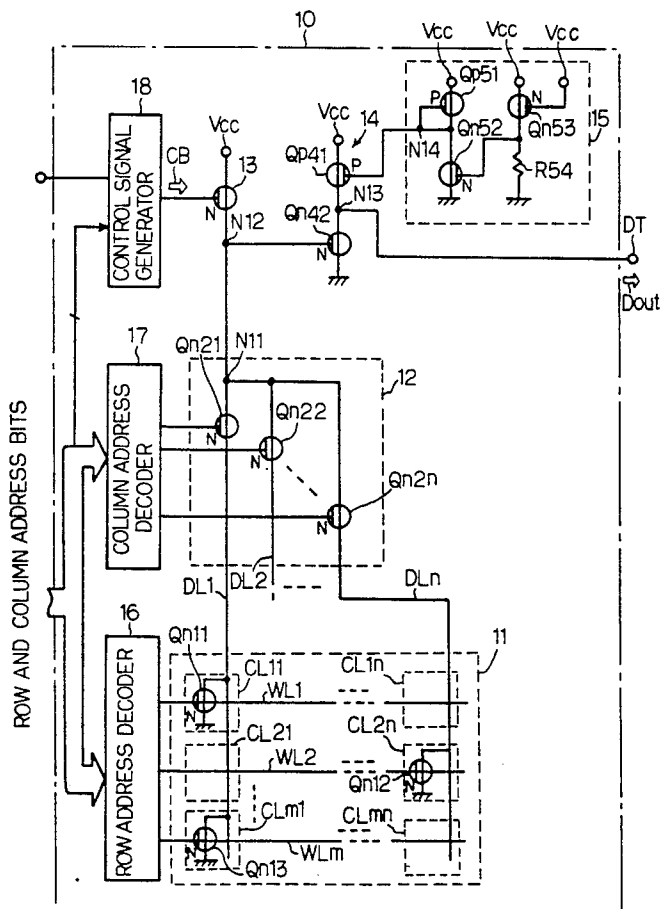 10
Vcc
Vcc
Vcc
Qp51
18
CONTROL SIGNAL GENERATOR
CB
Vcc
13
N
Vcc
14
Qp41
P
P
N14
Qn52
N
Qn53
15
N
R54
N12
N13
Qn42
N
DT
Dout
17
COLUMN ADDRESS DECODER
Qn21
N11
12
N
Qn22
N
Qn2n
N
DL1
DL2
DLn
ROW AND COLUMN ADDRESS BITS
16
ROW ADDRESS DECODER
Qn11
CL11
WL1
CL1n
11
N
CL21
WL2
CL2n
Qn12
N
CLm1
CLmn
N
Qn13
WLm